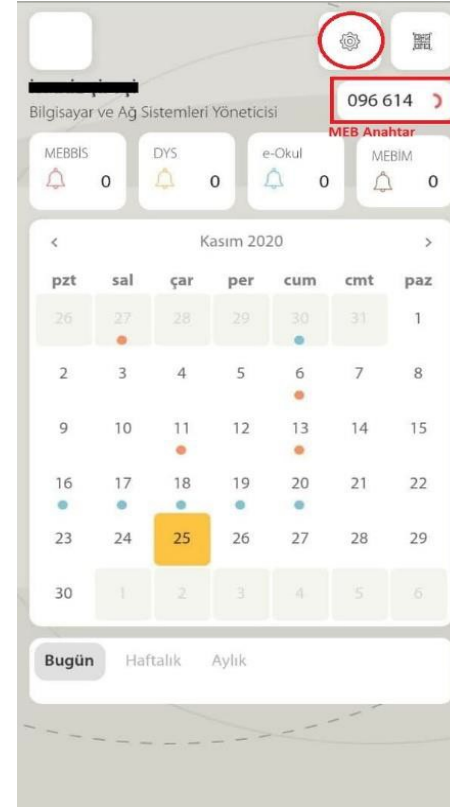 096 614
Bilgisayar ve Ağ Sistemleri Yöneticisi
MEB Anahtar
MEBBİS DYS e-Okul MEBİM
0 0 0 0
< Kasım 2020 >
pzt sal çar per cum cmt paz
26 27 28 29 30 31 1
2 3 4 5 6 7 8
9 10 11 12 13 14 15
16 17 18 19 20 21 22
23 24 25 26 27 28 29
30 1 2 3 4 5 6
Bugün Haftalık Aylık